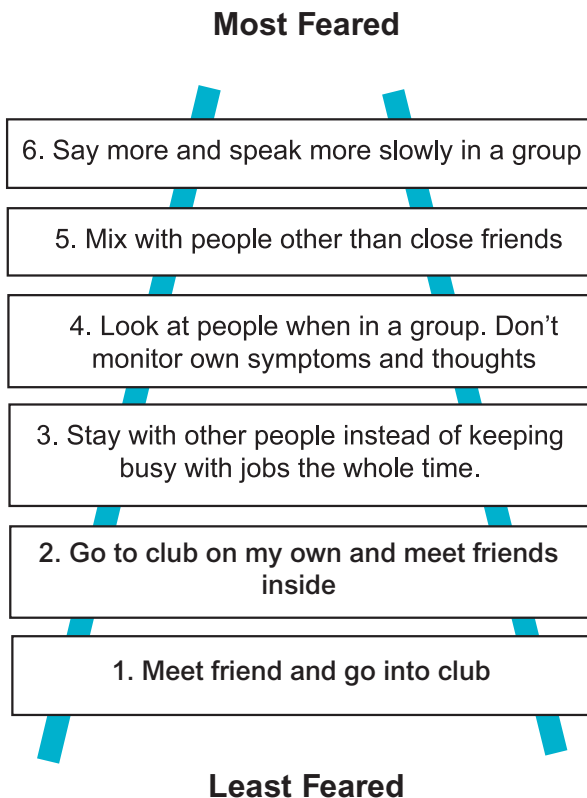 Most Feared
6. Say more and speak more slowly in a group
5. Mix with people other than close friends
4. Look at people when in a group. Don’t
monitor own symptoms and thoughts
3. Stay with other people instead of keeping
busy with jobs the whole time.
2. Go to club on my own and meet friends
inside
1. Meet friend and go into club
Least Feared